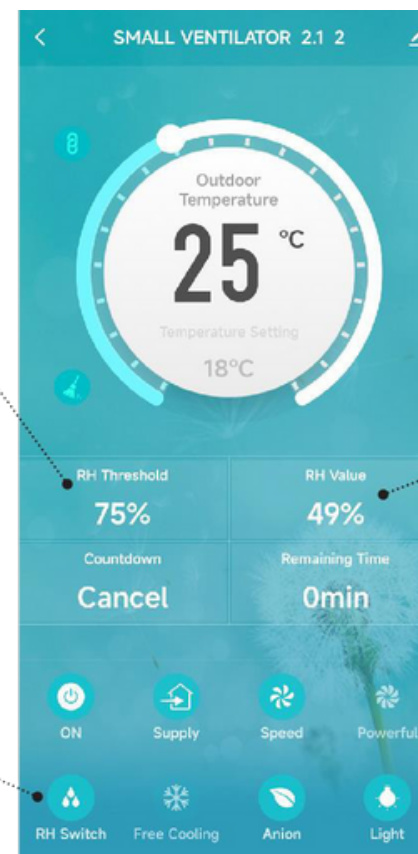 SMALL VENTILATOR 2.1 2
Outdoor
Temperature
25 °C
Temperature Setting
18°C
RH Threshold
75%
RH Value
49%
Countdown
Cancel
Remaining Time
0min
ON
Supply
Speed
Powerful
RH Switch
Free Cooling
Anion
Light